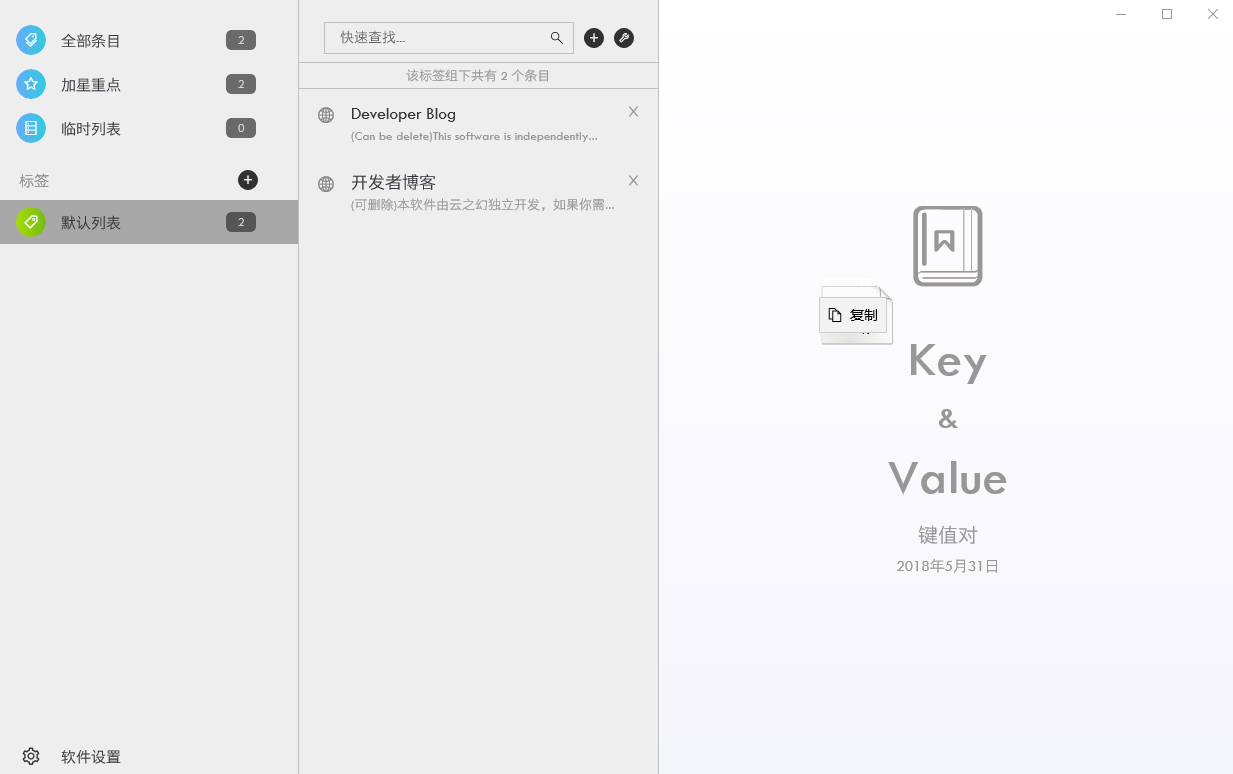 全部条目 2
加星重点 2
临时列表 0
标签
默认列表 2
软件设置
快速查找...
该标签组下共有 2 个条目
Developer Blog
(Can be delete)This software is independently...
开发者博客
(可删除)本软件由云之幻独立开发，如果你需...
复制
Key
&
Value
键值对
2018年5月31日